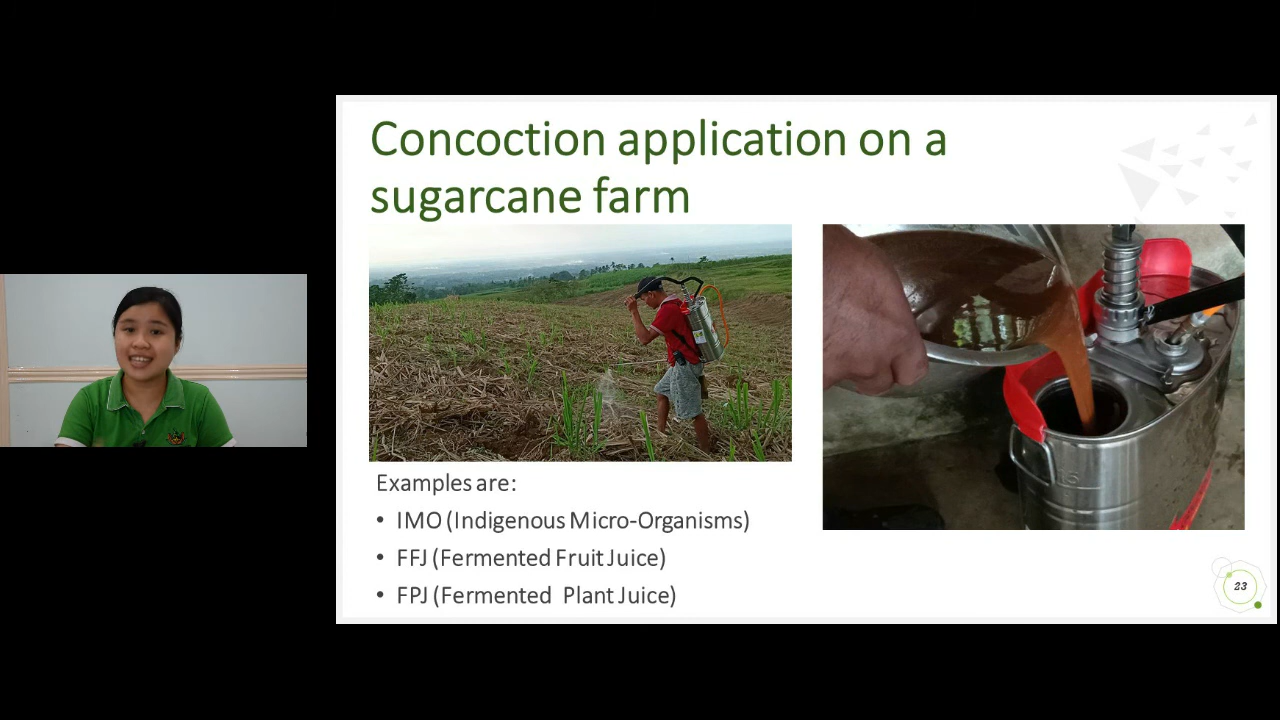 Concoction application on a
sugarcane farm
Examples are:
• IMO (Indigenous Micro-Organisms)
• FFJ (Fermented Fruit Juice)
• FPJ (Fermented Plant Juice)
15
23